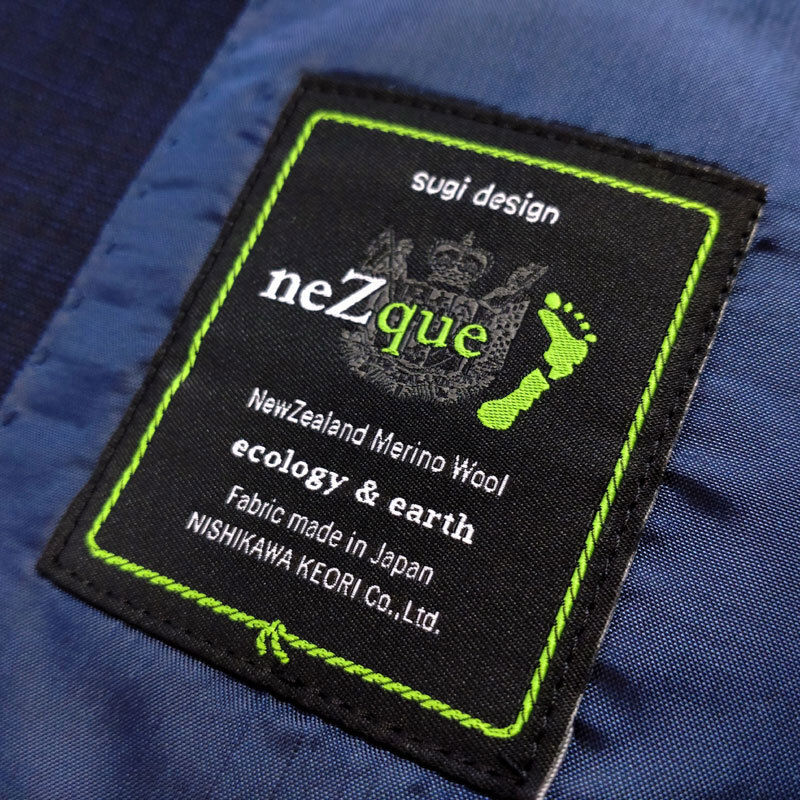 sugi design
neZque
NewZealand Merino Wool
ecology & earth
Fabric made in Japan
NISHIKAWA KEORI Co.,Ltd.